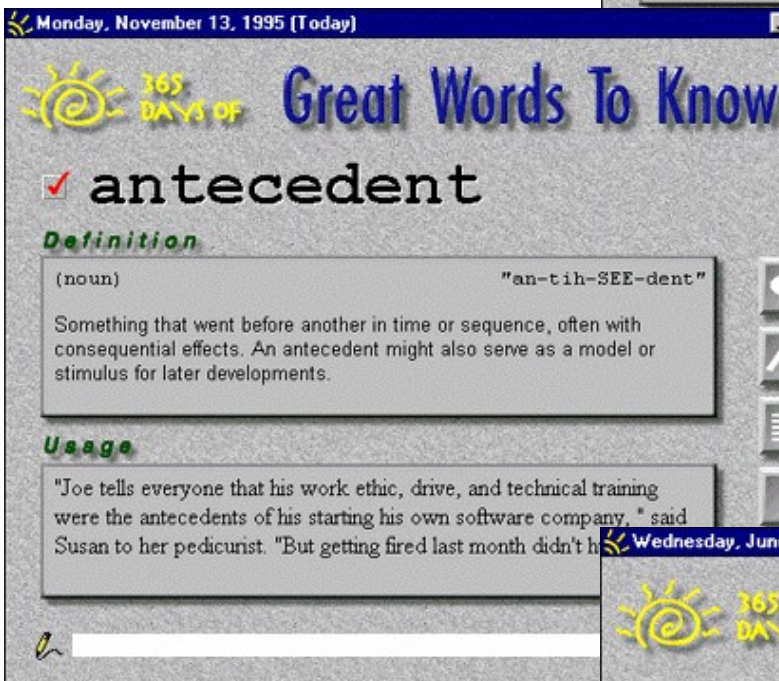 Monday, November 13, 1995 (Today)
365
DAYS OF
Great Words To Know
antecedent
Definition
(noun) "an-tih-SEE-dent"
Something that went before another in time or sequence, often with
consequential effects. An antecedent might also serve as a model or
stimulus for later developments.
Usage
"Joe tells everyone that his work ethic, drive, and technical training
were the antecedents of his starting his own software company, " said
Susan to her pedicurist. "But getting fired last month didn't
Wednesday, Jun
365